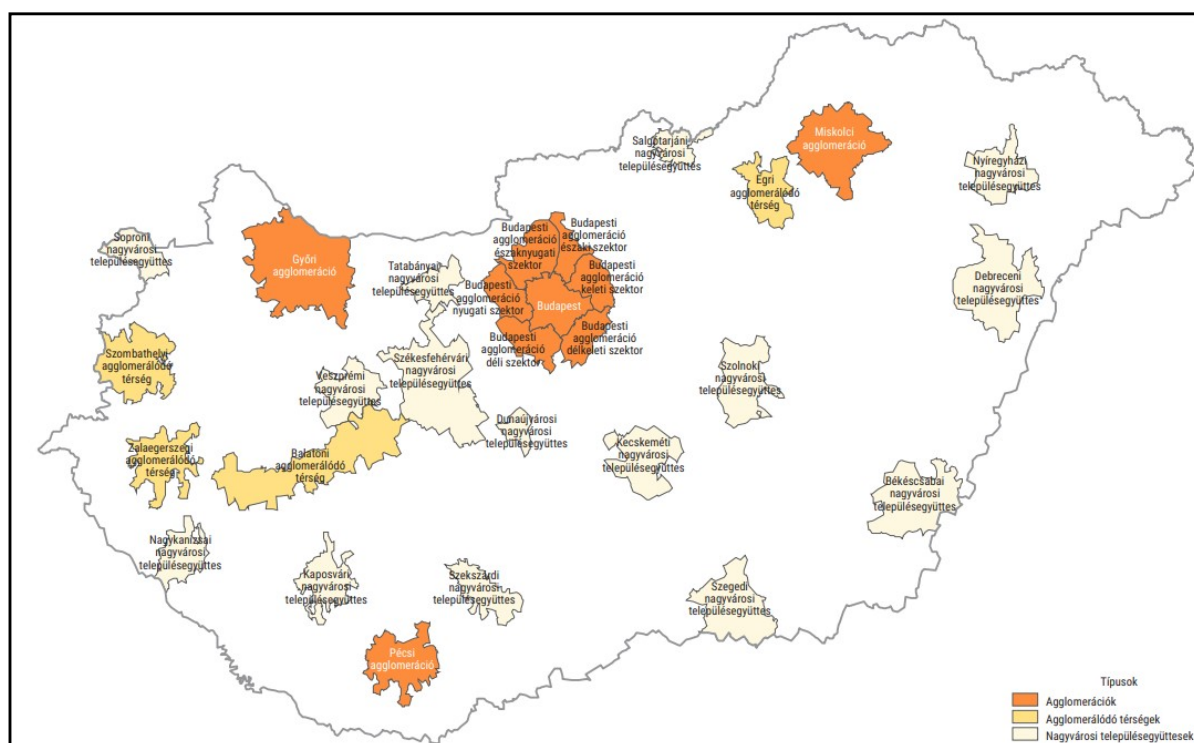 Salgótarjáni
nagyvárosi
településegyüttes
Miskolci
agglomeráció
Nyíregyházi
nagyvárosi
településegyüttes
Egri
agglomerálódó
térség
Soproni
nagyvárosi
településegyüttes
Győri
agglomeráció
Tatabányai
nagyvárosi
településegyüttes
Budapesti
agglomeráció
északnyugati
szektor
Budapesti
agglomeráció
északi szektor
Budapesti
agglomeráció
keleti szektor
Budapesti
agglomeráció
nyugati szektor
Budapest
Budapesti
agglomeráció
déli szektor
Budapesti
agglomeráció
délkeleti szektor
Debreceni
nagyvárosi
településegyüttes
Szombathelyi
agglomerálódó
térség
Veszprémi
nagyvárosi
településegyüttes
Székesfehérvári
nagyvárosi
településegyüttes
Szolnoki
nagyvárosi
településegyüttes
Dunaújvárosi
nagyvárosi
településegyüttes
Kecskeméti
nagyvárosi
településegyüttes
Zalaegerszegi
agglomerálódó
térség
Balatoni
agglomerálódó
térség
Békéscsabai
nagyvárosi
településegyüttes
Nagykanizsai
nagyvárosi
településegyüttes
Kaposvári
nagyvárosi
településegyüttes
Szekszárdi
nagyvárosi
településegyüttes
Szegedi
nagyvárosi
településegyüttes
Pécsi
agglomeráció
Típusok
Agglomerációk
Agglomerálódó térségek
Nagyvárosi településegyüttesek